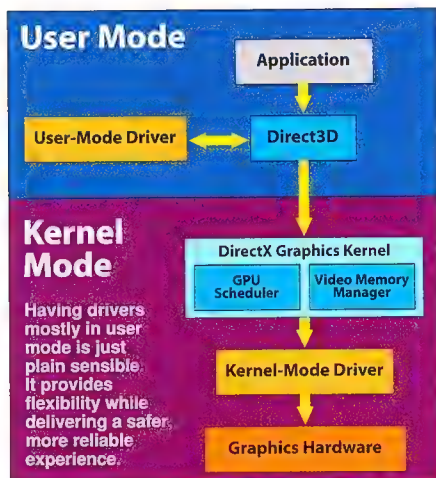 User Mode
Application
User-Mode Driver
Direct3D
Kernel
Mode
DirectX Graphics Kernel
GPU
Scheduler
Video Memory
Manager
Having drivers
mostly in user
mode is just
plain sensible.
It provides
flexibility while
delivering a safer,
more reliable
experience.
Kernel-Mode Driver
Graphics Hardware